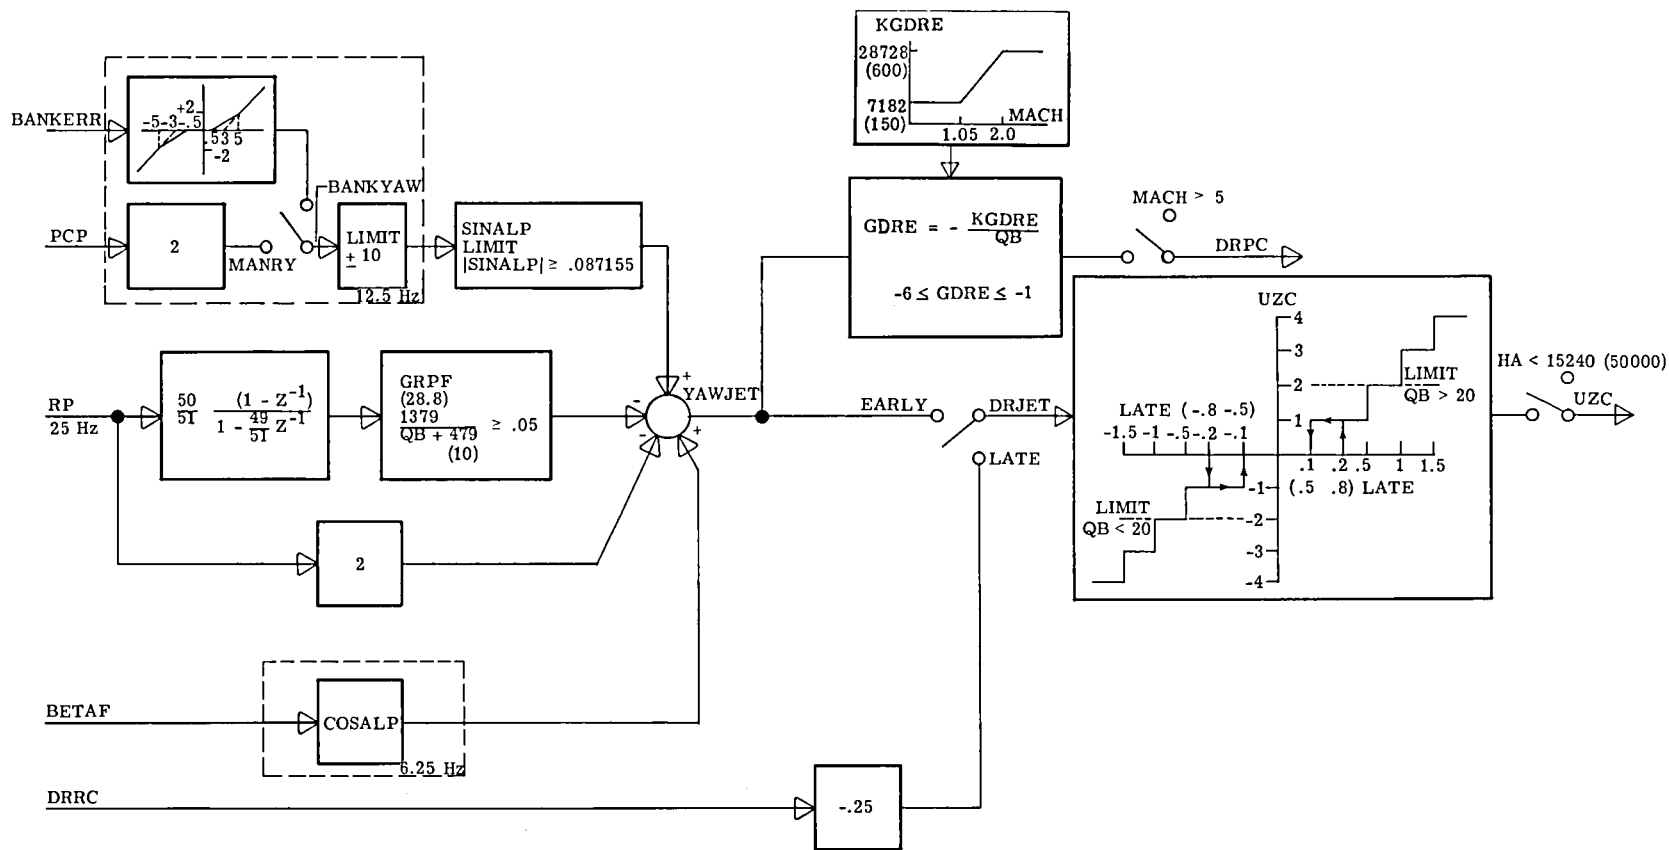 KGDRE
28728
(600)
7182
(150)
MACH
1.05 2.0
BANKERR
+2
-5-3-.5
.5 3 5
-2
BANKYAW
PCP
2
MANRY
LIMIT
± 10
12.5 Hz
SINALP
LIMIT
|SINALP| ≥ .087155
GDRE = - KGDRE
QB
-6 ≤ GDRE ≤ -1
MACH > 5
DRPC
RP
25 Hz
50
51
(1 - Z⁻¹)
1 - 49 Z⁻¹
51
GRPF
(28.8)
1379
QB + 479 ≥ .05
(10)
+
-
-
+
YAWJET
2
EARLY
DRJET
LATE
UZC
4
3
2
1
LIMIT
QB > 20
LATE (-.8 -.5)
-1.5 -1 -.5 -.2 -.1
.1 .2 .5 1 1.5
(.5 .8) LATE
-1
LIMIT
QB < 20
-2
-3
-4
HA < 15240 (50000)
UZC
BETAF
COSALP
6.25 Hz
DRRC
-.25